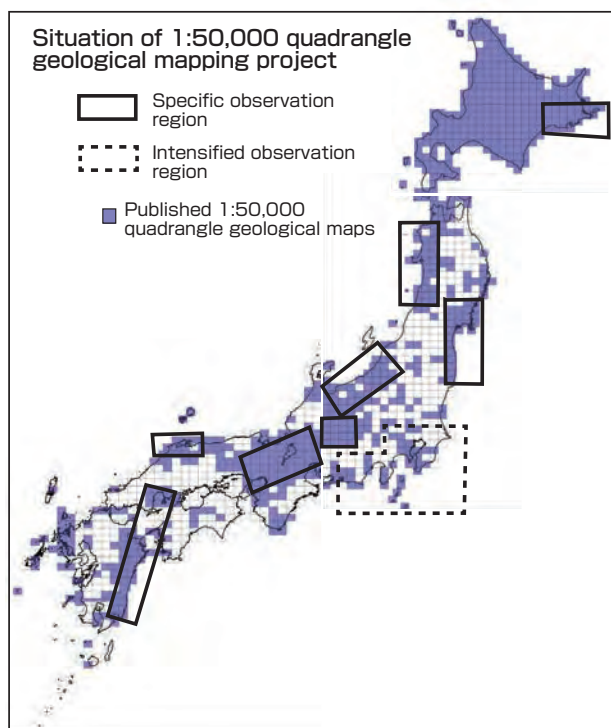 Situation of 1:50,000 quadrangle
geological mapping project
Specific observation
region
Intensified observation
region
Published 1:50,000
quadrangle geological maps